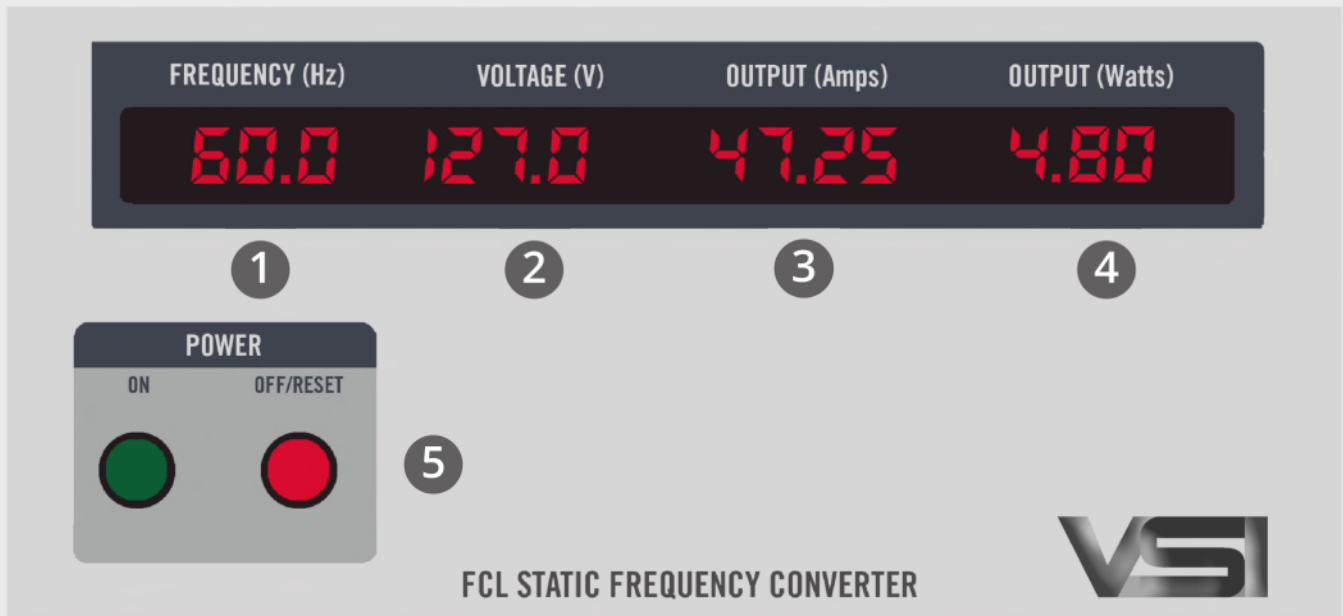 FREQUENCY (Hz) VOLTAGE (V) OUTPUT (Amps) OUTPUT (Watts)
60.0 127.0 47.25 4.80
1 2 3 4
POWER
ON OFF/RESET
5
FCL STATIC FREQUENCY CONVERTER
VSI